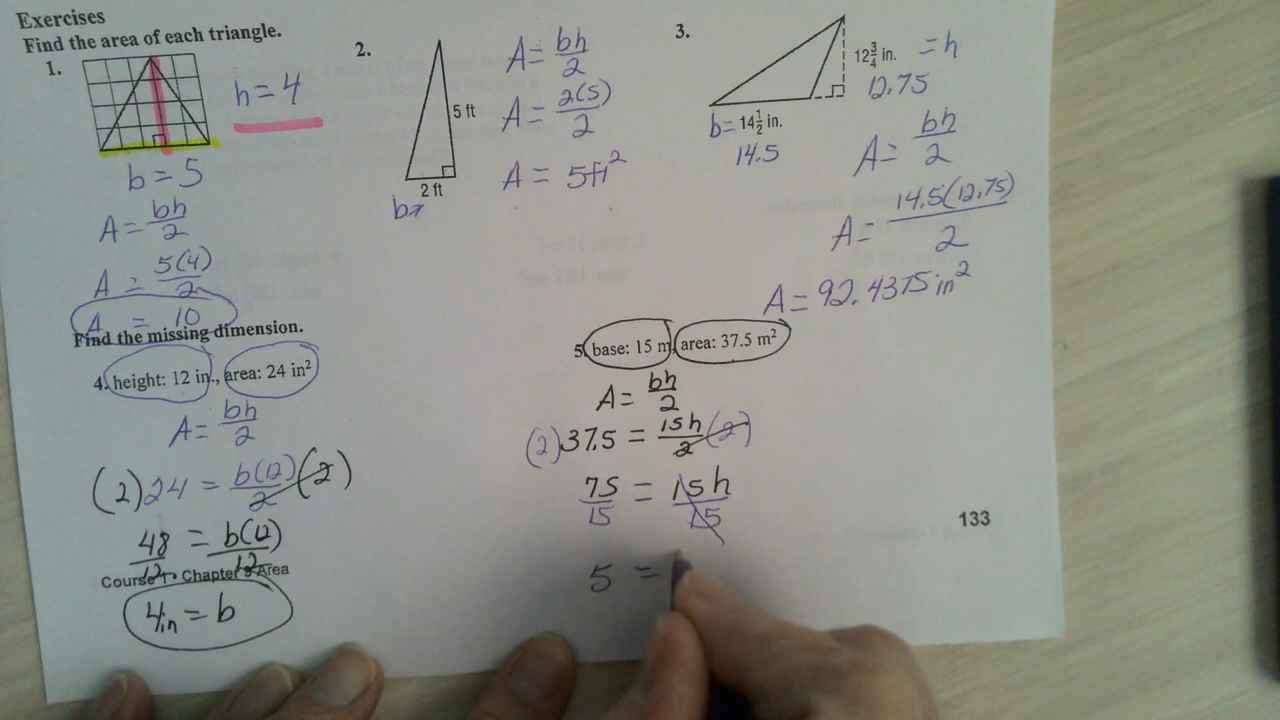 Exercises
Find the area of each triangle.
1.
h = 4
b = 5
A = bh/2
A = 5(4)/2
A = 10
2.
5 ft
2 ft
b=
A = bh/2
A = 2(5)/2
A = 5ft²
3.
12 3/4 in. = h
12.75
b = 14 1/2 in.
14.5
A = bh/2
A = 14.5(12.75)/2
A = 92.4375 in²
Find the missing dimension.
4. height: 12 in., area: 24 in²
A = bh/2
(2) 24 = b(12)/2 (2)
48/12 = b(12)/12
Course 1 • Chapter 9 Area
4in = b
5. base: 15 m, area: 37.5 m²
A = bh/2
(2) 37.5 = 15h/2 (2)
75/15 = 15h/15
5 =
133